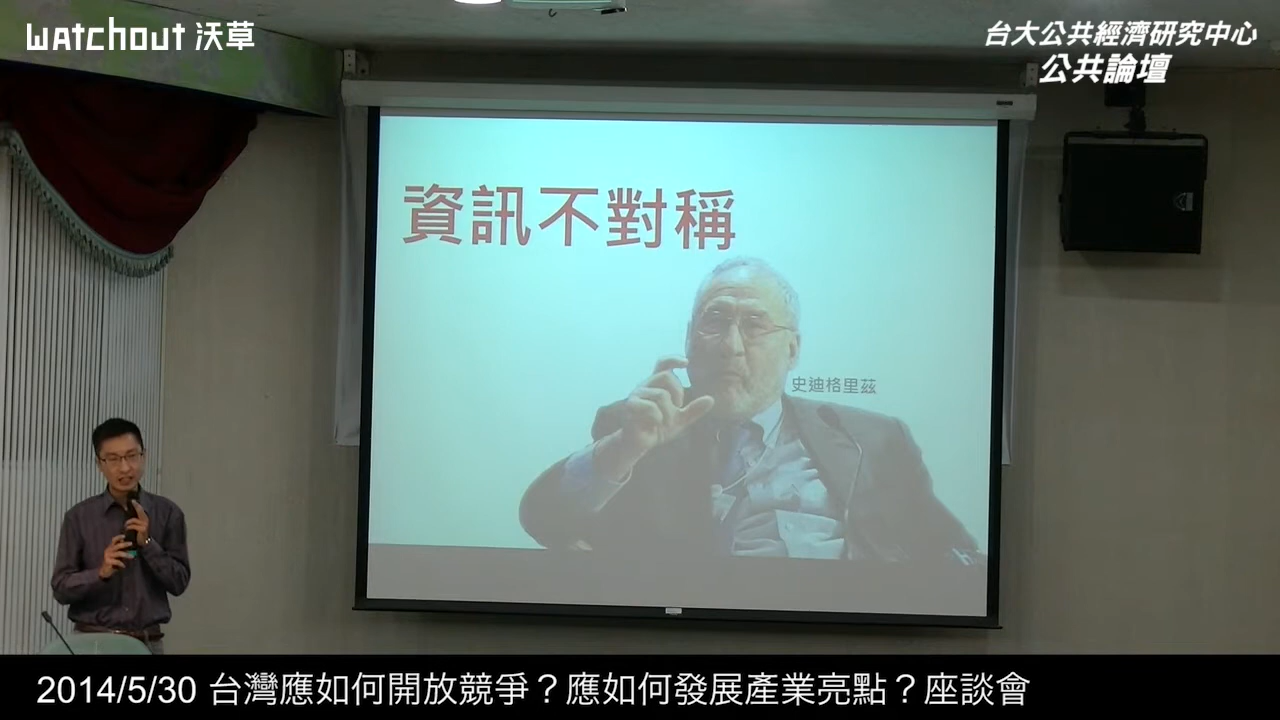 WATCHOUT 沃草
台大公共經濟研究中心
公共論壇
資訊不對稱
史迪格里茲
2014/5/30 台灣應如何開放競爭？應如何發展產業亮點？座談會